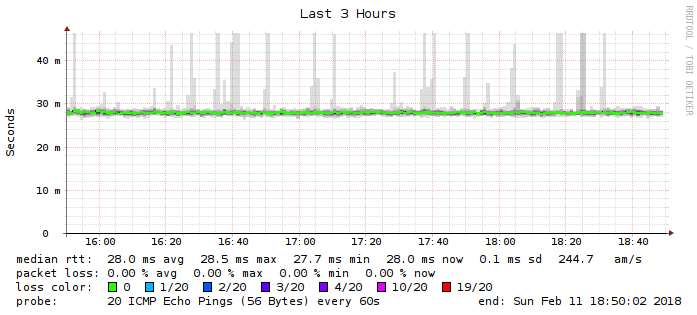 Last 3 Hours
RRDTOOL / TOBI OETIKER
Seconds
40 m
30 m
20 m
10 m
0
16:00 16:20 16:40 17:00 17:20 17:40 18:00 18:20 18:40
median rtt: 28.0 ms avg 28.5 ms max 27.7 ms min 28.0 ms now 0.1 ms sd 244.7 am/s
packet loss: 0.00 % avg 0.00 % max 0.00 % min 0.00 % now
loss color: 0 1/20 2/20 3/20 4/20 10/20 19/20
probe: 20 ICMP Echo Pings (56 Bytes) every 60s end: Sun Feb 11 18:50:02 2018